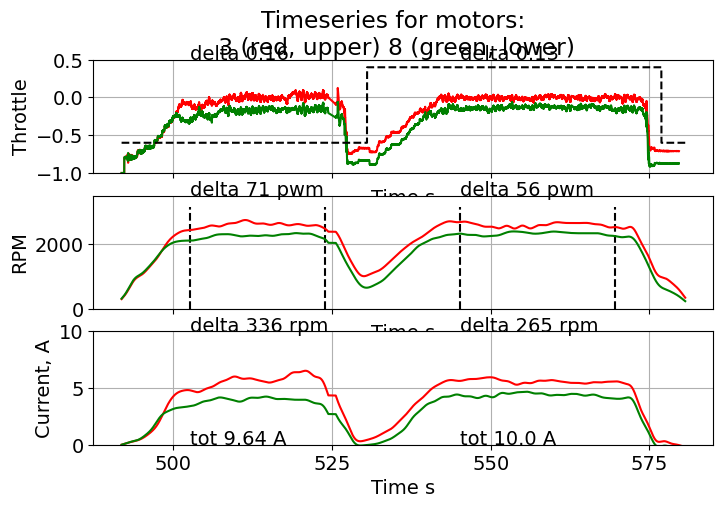 Timeseries for motors:
3 (red, upper) 8 (green, lower)
delta 0.16 delta 0.13
0.5
0.0
−0.5
−1.0
Throttle
Time s
delta 71 pwm delta 56 pwm
2000
0
RPM
Time s
delta 336 rpm delta 265 rpm
10
5
0
Current, A
tot 9.64 A tot 10.0 A
500 525 550 575
Time s